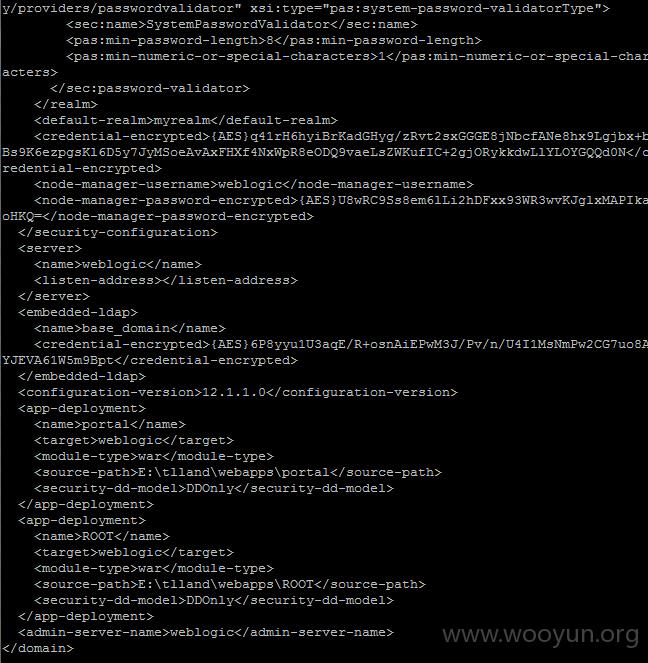 y/providers/passwordvalidator" xsi:type="pas:system-password-validatorType">
<sec:name>SystemPasswordValidator</sec:name>
<pas:min-password-length>8</pas:min-password-length>
<pas:min-numeric-or-special-characters>1</pas:min-numeric-or-special-char
acters>
</sec:password-validator>
</realm>
<default-realm>myrealm</default-realm>
<credential-encrypted>{AES}q41rH6hyiBrKadGHyg/zRvt2sxGGGE8jNbcfANe8hx9Lgjbx+b
Bs9K6ezpgsKl6D5y7JyMSoeAvAxFHXf4NxWpR8eODQ9vaeLsZWKufIC+2gjORykkdwLlYLOYGQQd0N</c
redential-encrypted>
<node-manager-username>weblogic</node-manager-username>
<node-manager-password-encrypted>{AES}U8wRC9Ss8em6lLi2hDFxx93WR3wvKJglxMAPIka
oHKQ=</node-manager-password-encrypted>
</security-configuration>
<server>
<name>weblogic</name>
<listen-address></listen-address>
</server>
<embedded-ldap>
<name>base_domain</name>
<credential-encrypted>{AES}6P8yyu1U3aqE/R+osnAiEPwM3J/Pv/n/U4I1MsNmPw2CG7uo8A
YJEVA61W5m9Bpt</credential-encrypted>
</embedded-ldap>
<configuration-version>12.1.1.0</configuration-version>
<app-deployment>
<name>portal</name>
<target>weblogic</target>
<module-type>war</module-type>
<source-path>E:\tlland\webapps\portal</source-path>
<security-dd-model>DDOnly</security-dd-model>
</app-deployment>
<app-deployment>
<name>ROOT</name>
<target>weblogic</target>
<module-type>war</module-type>
<source-path>E:\tlland\webapps\ROOT</source-path>
<security-dd-model>DDOnly</security-dd-model>
</app-deployment>
<admin-server-name>weblogic</admin-server-name>
</domain>
www.wooyun.org